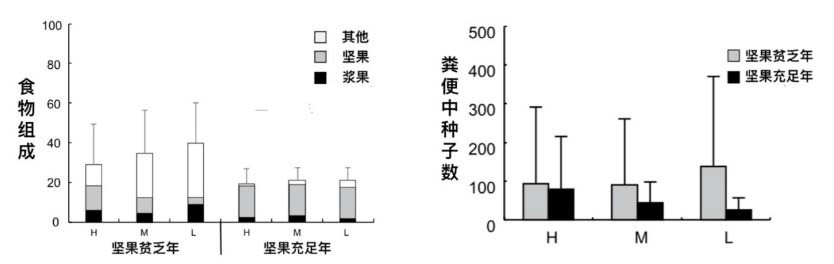 食物组成
100
80
60
40
20
0
其他
坚果
浆果
H M L H M L
坚果贫乏年 坚果充足年
粪便中种子数
500
400
300
200
100
0
坚果贫乏年
坚果充足年
H M L